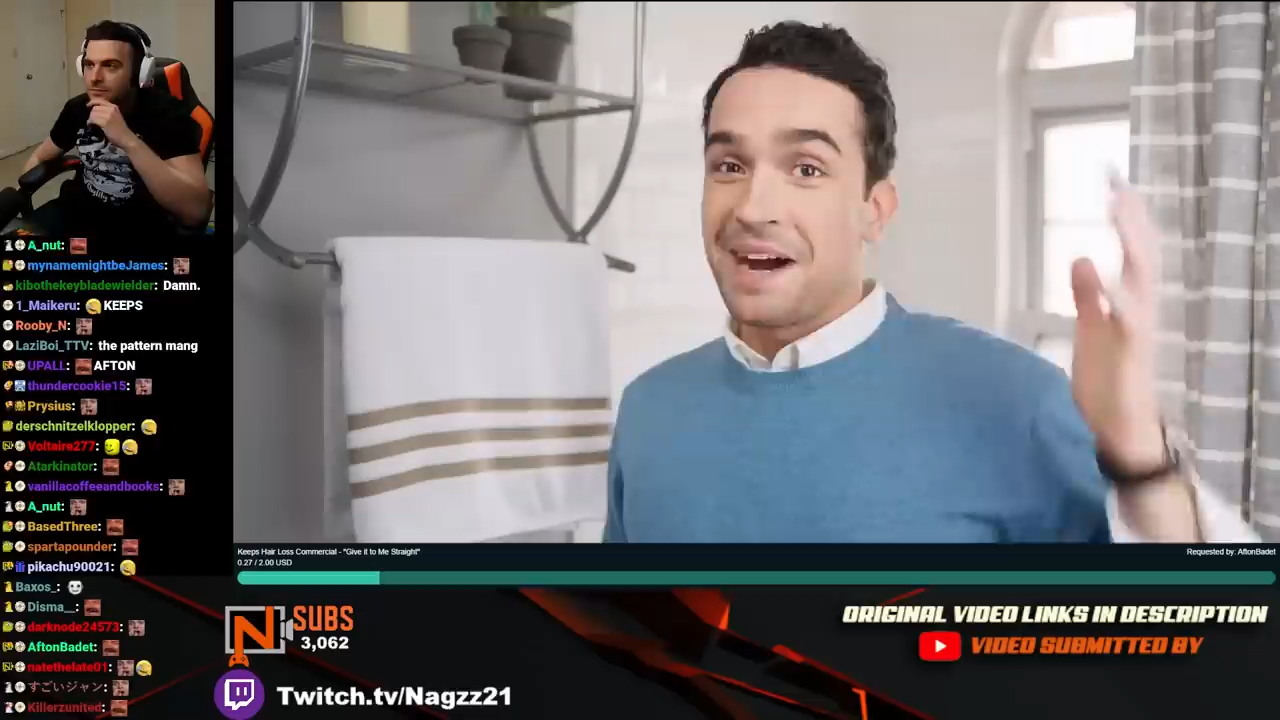 A_nut:
mynamemightbeJames:
kibothekeybladewielder: Damn.
1_Maikeru: KEEPS
Rooby_N:
LaziBoi_TTV: the pattern mang
UPALL: AFTON
thundercookie15:
Prysius:
derschnitzelklopper:
Voltaire277:
Atarkinator:
vanillacoffeeandbooks:
A_nut:
BasedThree:
spartapounder:
pikachu90021:
Baxos_:
Disma__:
darknode24573:
AftonBadet:
natethelate01:
すごいジャン:
Killerzunited:
Keeps Hair Loss Commercial - "Give it to Me Straight"
Requested by: AftonBadet
0.27 / 2.00 USD
N SUBS
3,062
Twitch.tv/Nagzz21
ORIGINAL VIDEO LINKS IN DESCRIPTION
VIDEO SUBMITTED BY